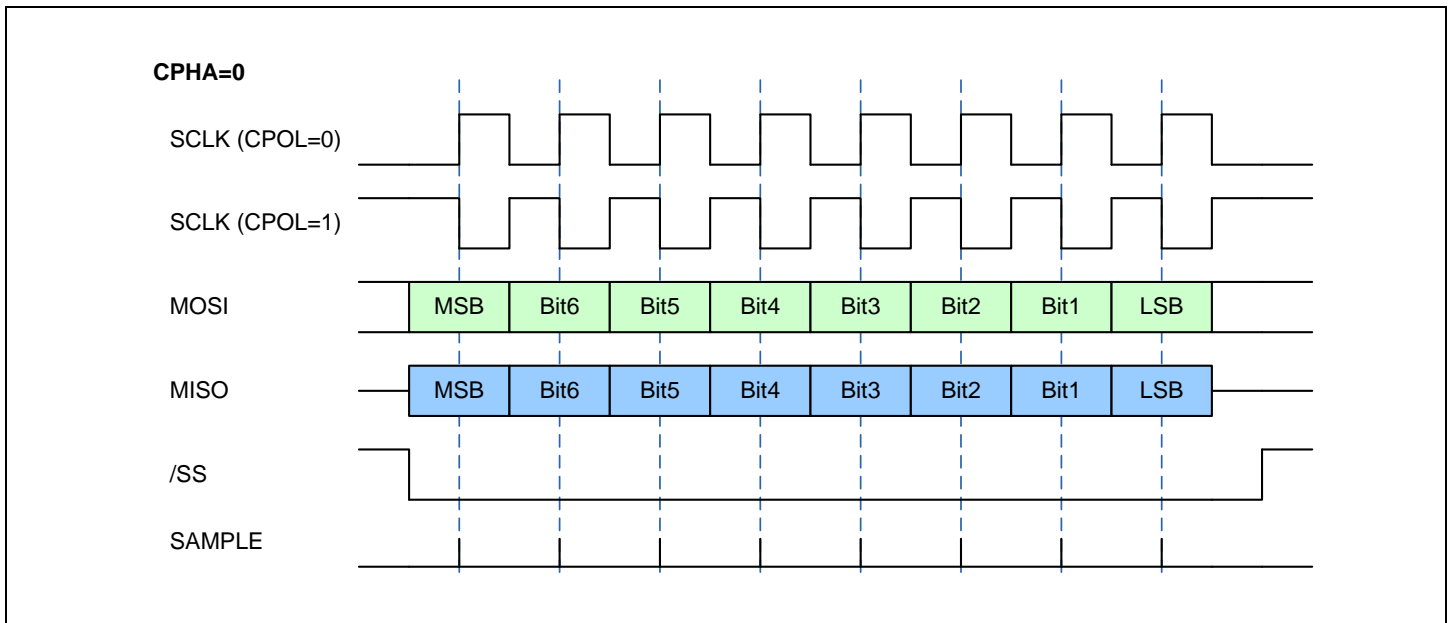 CPHA=0
SCLK (CPOL=0)
SCLK (CPOL=1)
MOSI MSB Bit6 Bit5 Bit4 Bit3 Bit2 Bit1 LSB
MISO MSB Bit6 Bit5 Bit4 Bit3 Bit2 Bit1 LSB
/SS
SAMPLE